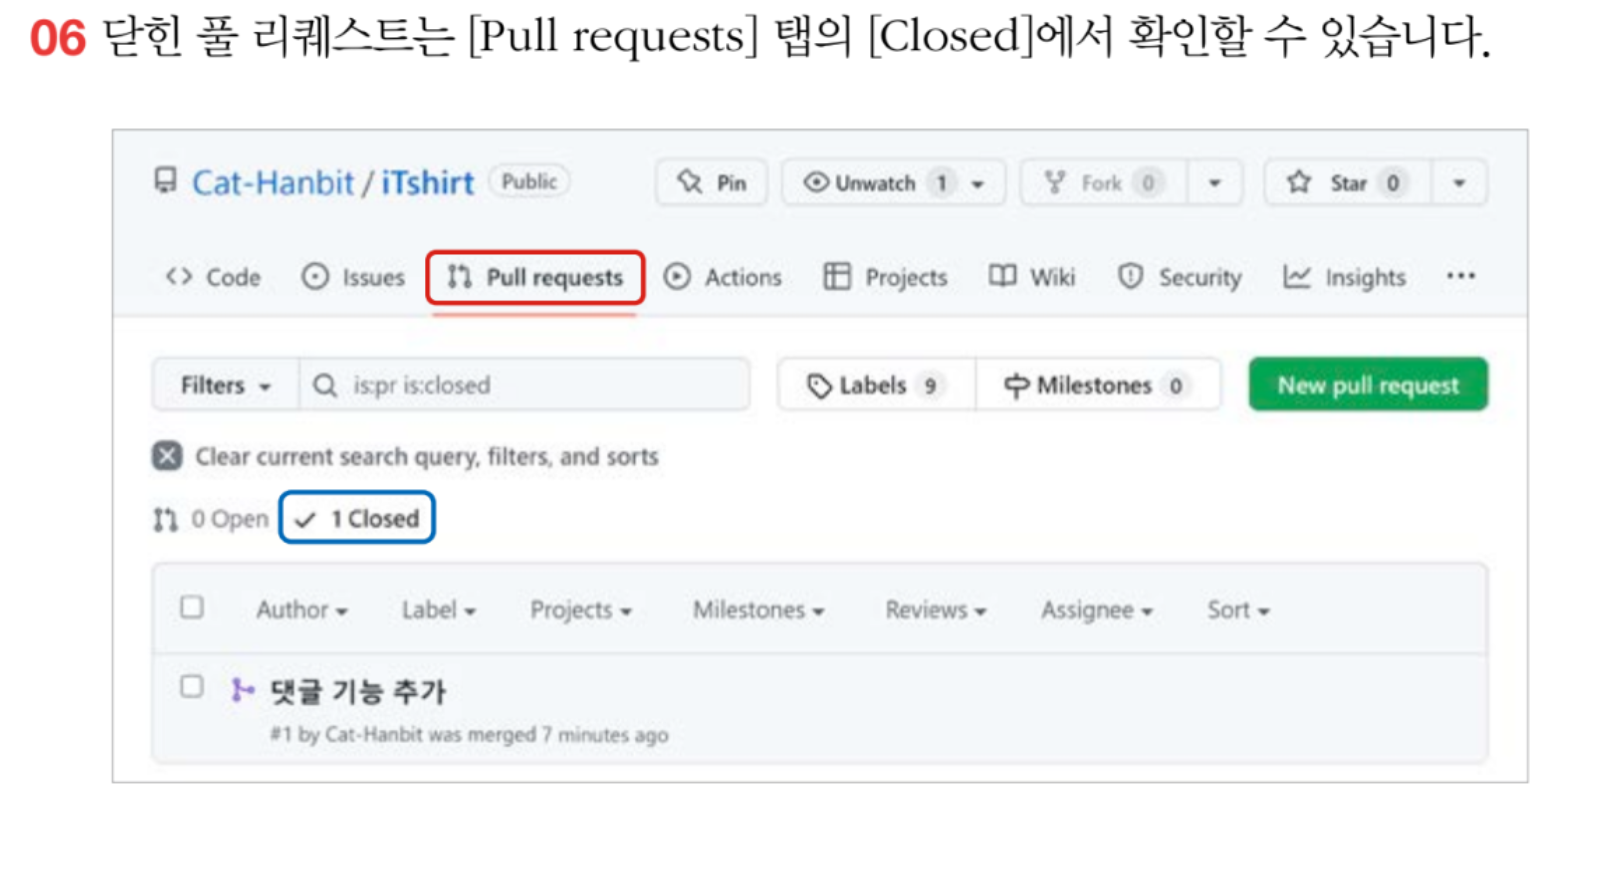 06 닫힌 풀 리퀘스트는 [Pull requests] 탭의 [Closed]에서 확인할 수 있습니다.
Cat-Hanbit / iTshirt Public Pin Unwatch 1 Fork 0 Star 0
Code Issues Pull requests Actions Projects Wiki Security Insights ...
Filters is:pr is:closed Labels 9 Milestones 0 New pull request
Clear current search query, filters, and sorts
0 Open 1 Closed
Author Label Projects Milestones Reviews Assignee Sort
댓글 기능 추가
#1 by Cat-Hanbit was merged 7 minutes ago